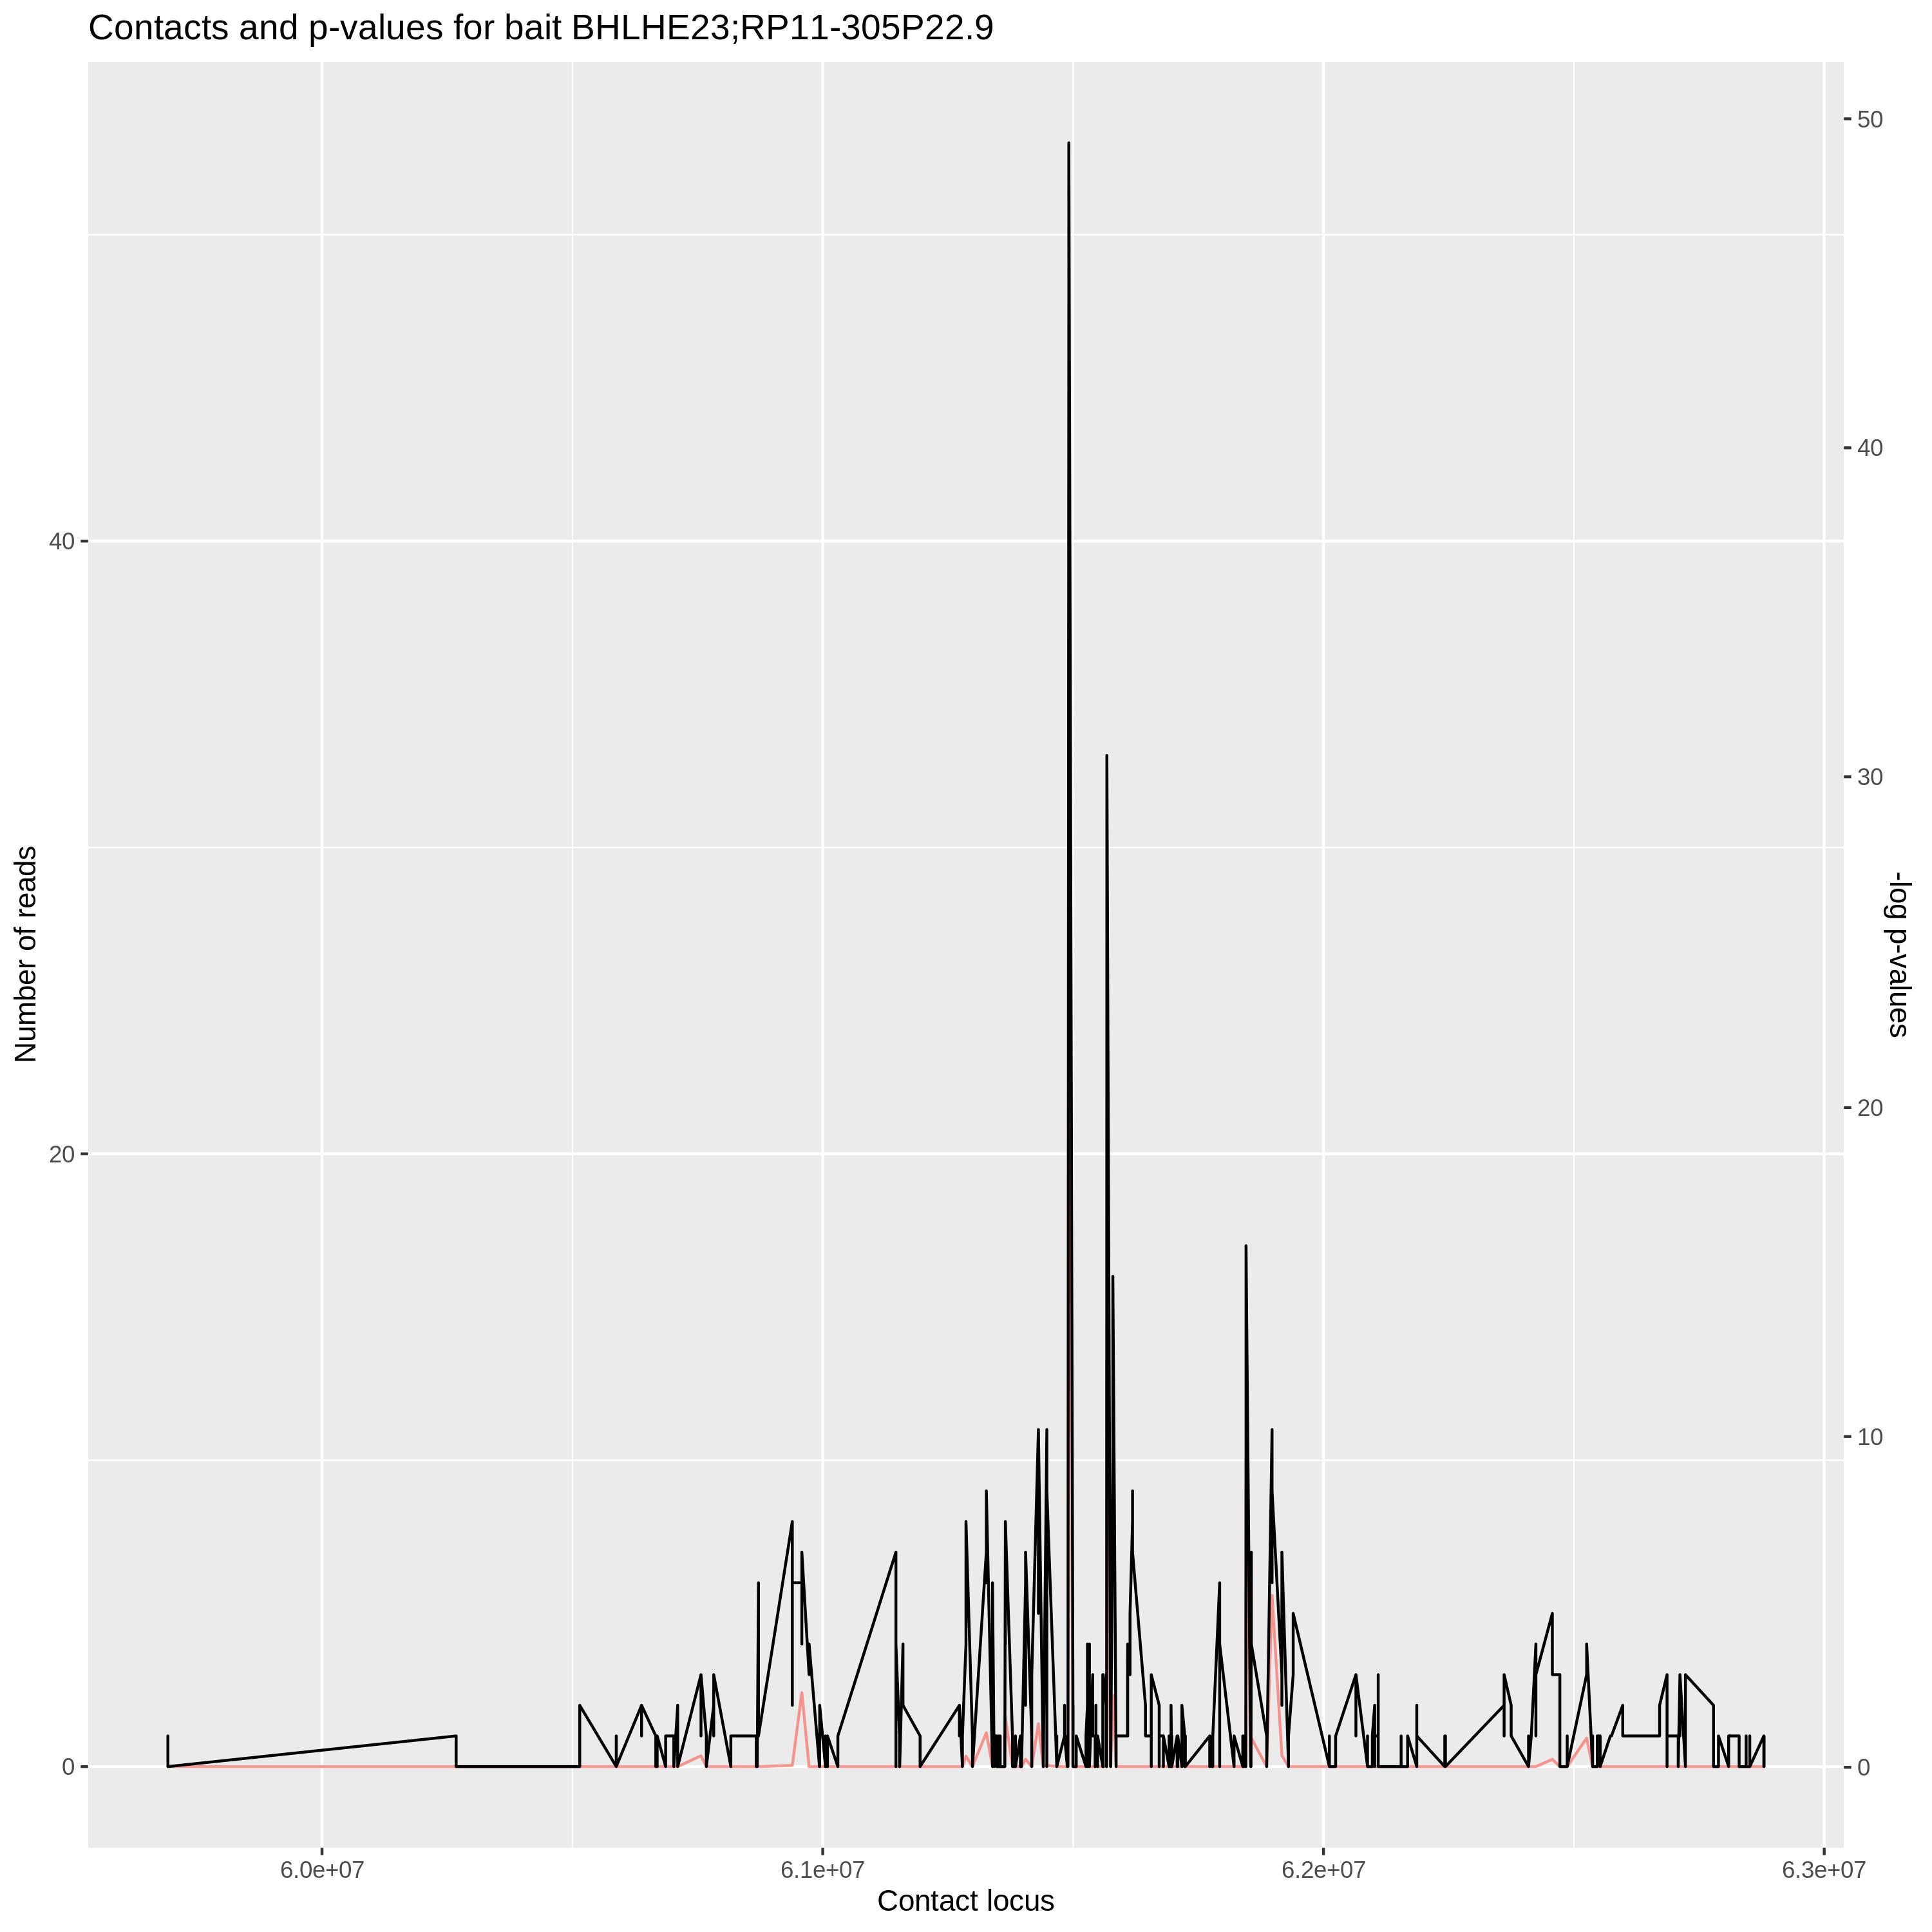 Contacts and p-values for bait BHLHE23;RP11-305P22.9
Number of reads
40
20
0
50
40
30
20
10
0
-log p-values
6.0e+07
6.1e+07
6.2e+07
6.3e+07
Contact locus